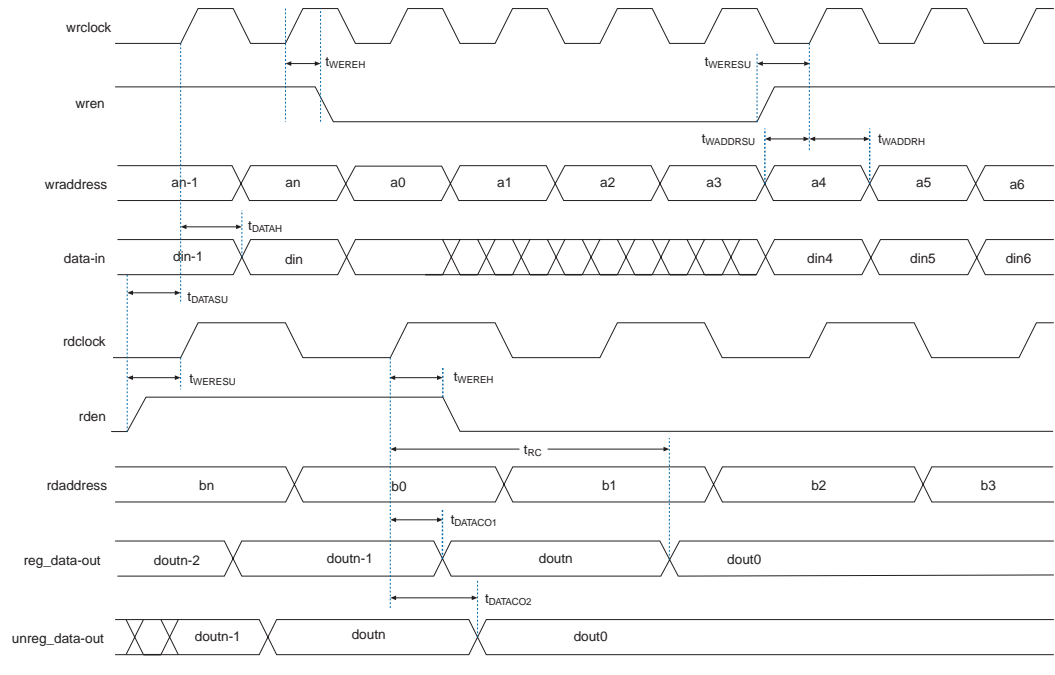 wrclock
tWEREH tWERESU
wren
tWADDRSU tWADDRH
wraddress an-1 an a0 a1 a2 a3 a4 a5 a6
tDATAH
data-in din-1 din din4 din5 din6
tDATASU
rdclock
tWERESU tWEREH
rden
tRC
rdaddress bn b0 b1 b2 b3
tDATACO1
reg_data-out doutn-2 doutn-1 doutn dout0
tDATACO2
unreg_data-out doutn-1 doutn dout0